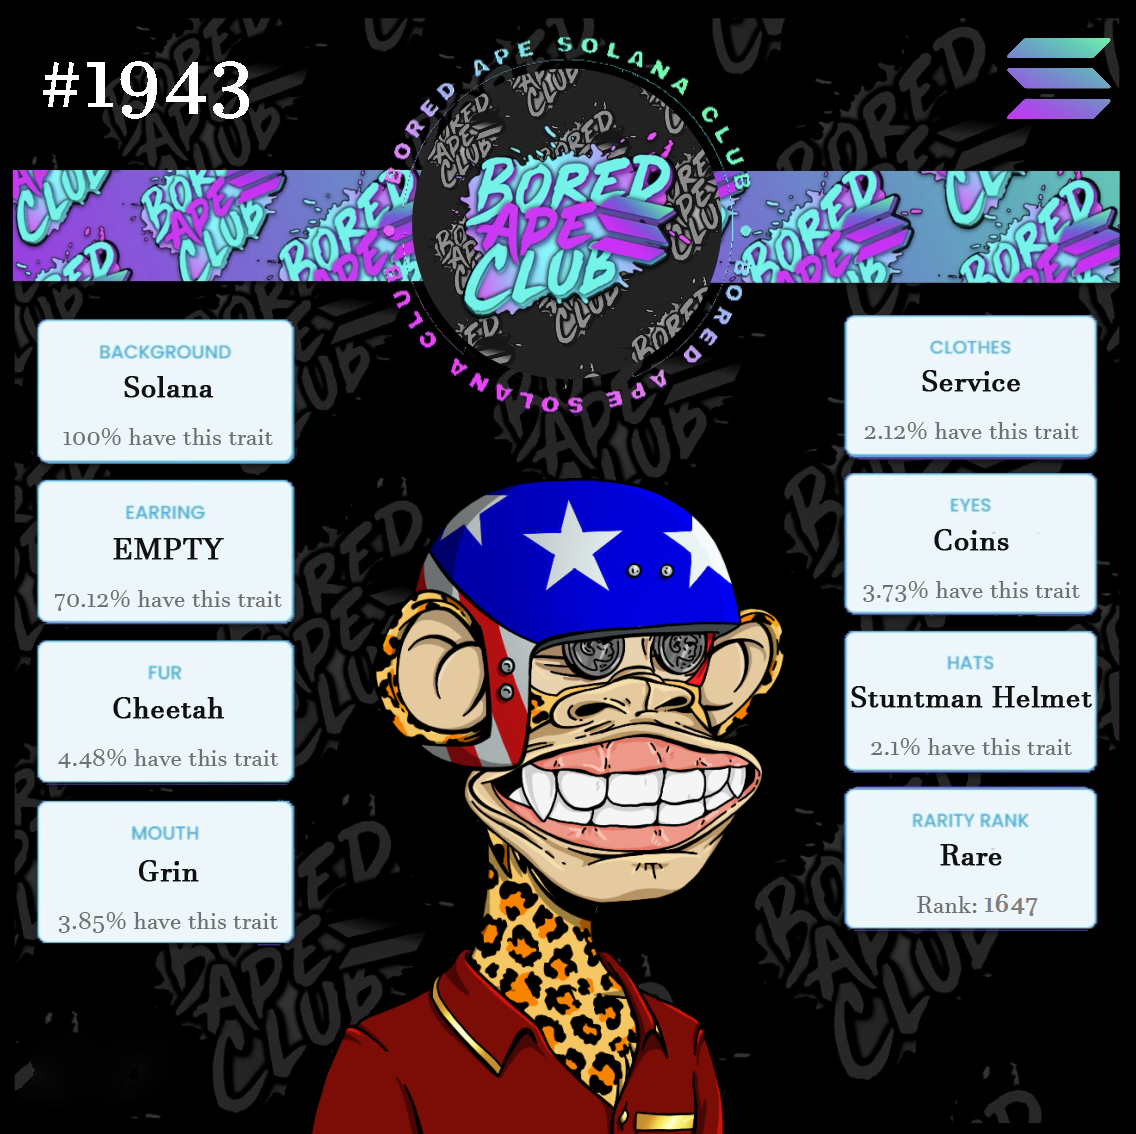 #1943
BORED APE SOLANA CLUB
BORED APE SOLANA CLUB
BORED
APE
CLUB
BACKGROUND
Solana
100% have this trait
EARRING
EMPTY
70.12% have this trait
FUR
Cheetah
4.48% have this trait
MOUTH
Grin
3.85% have this trait
CLOTHES
Service
2.12% have this trait
EYES
Coins
3.73% have this trait
HATS
Stuntman Helmet
2.1% have this trait
RARITY RANK
Rare
Rank: 1647